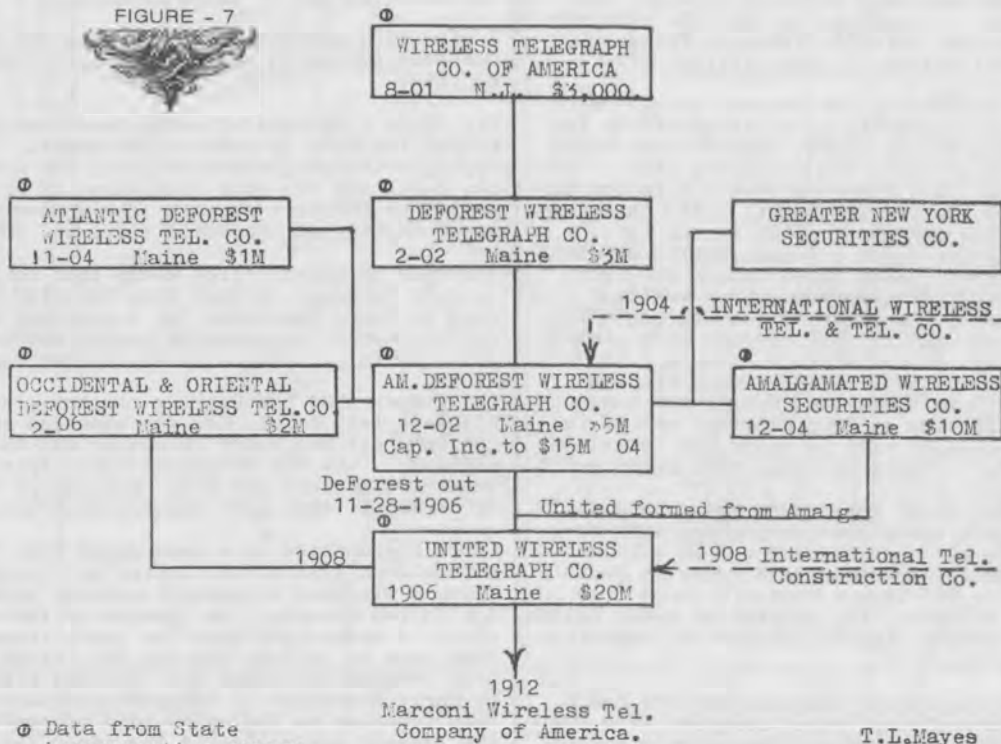 FIGURE - 7
Φ
WIRELESS TELEGRAPH
CO. OF AMERICA
8-01 N.J. $3,000.
Φ
ATLANTIC DEFOREST
WIRELESS TEL. CO.
11-04 Maine $1M
Φ
DEFOREST WIRELESS
TELEGRAPH CO.
2-02 Maine $3M
GREATER NEW YORK
SECURITIES CO.
1904 INTERNATIONAL WIRELESS
TEL. & TEL. CO.
Φ
OCCIDENTAL & ORIENTAL
DEFOREST WIRELESS TEL.CO.
2-06 Maine $2M
Φ
AM.DEFOREST WIRELESS
TELEGRAPH CO.
12-02 Maine $5M
Cap. Inc.to $15M 04
Φ
AMALGAMATED WIRELESS
SECURITIES CO.
12-04 Maine $10M
DeForest out
11-28-1906
United formed from Amalg.
Φ
1908
UNITED WIRELESS
TELEGRAPH CO.
1906 Maine $20M
1908 International Tel.
Construction Co.
1912
Marconi Wireless Tel.
Company of America.
Φ Data from State
T.L.Mayes